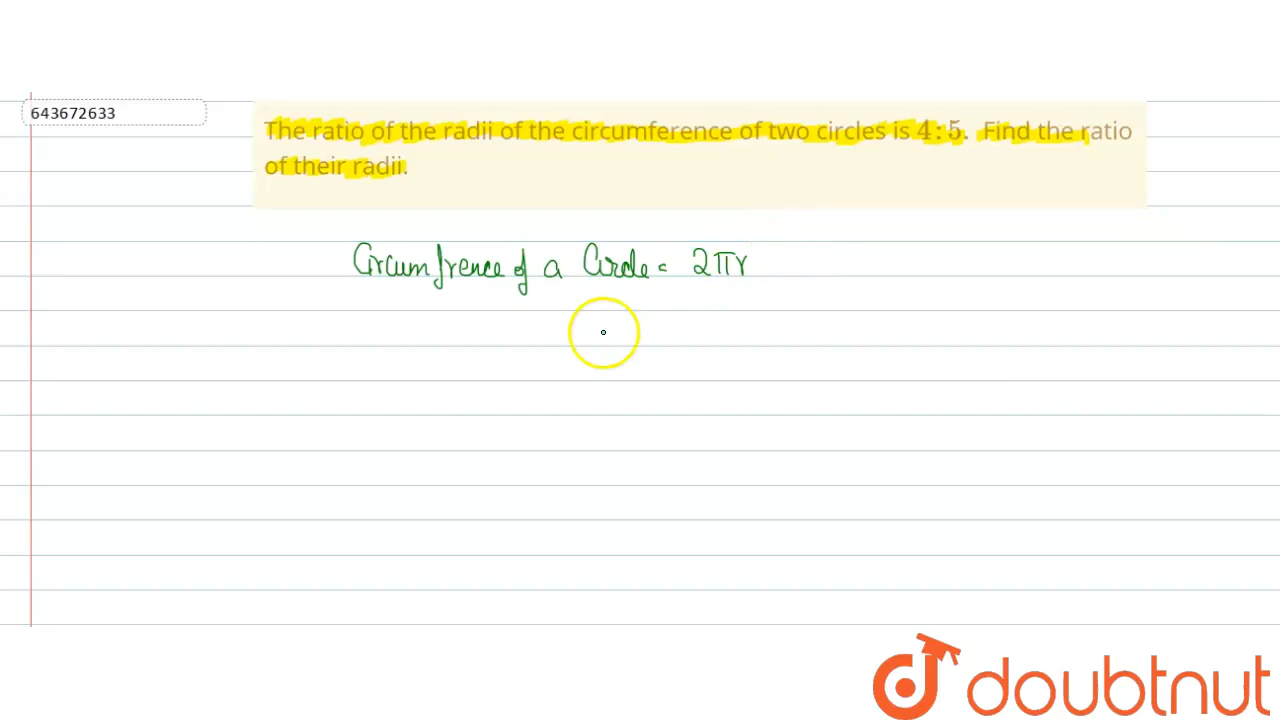 643672633
The ratio of the radii of the circumference of two circles is 4 : 5. Find the ratio
of their radii.
Circumfrence of a Circle = 2πr
doubtnut